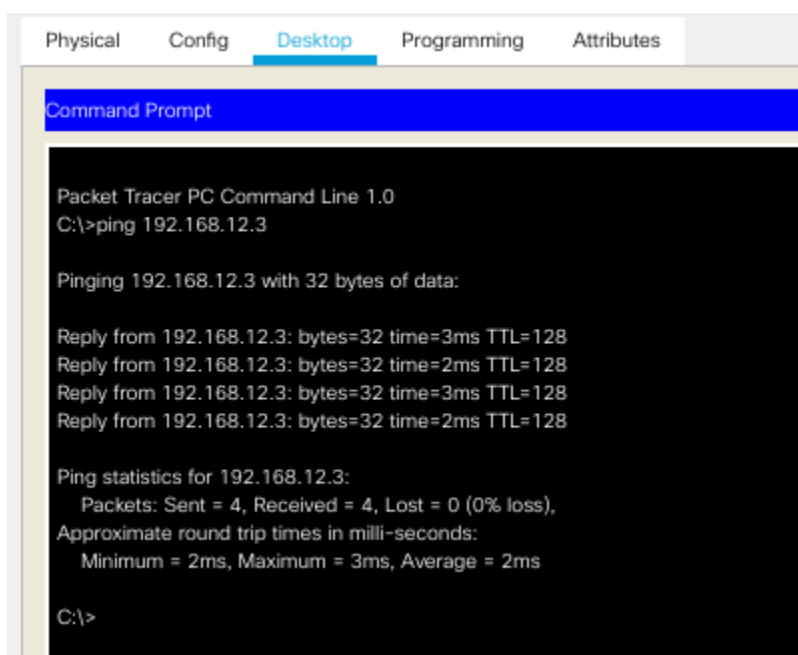 Physical Config Desktop Programming Attributes
Command Prompt
Packet Tracer PC Command Line 1.0
C:\>ping 192.168.12.3
Pinging 192.168.12.3 with 32 bytes of data:
Reply from 192.168.12.3: bytes=32 time=3ms TTL=128
Reply from 192.168.12.3: bytes=32 time=2ms TTL=128
Reply from 192.168.12.3: bytes=32 time=3ms TTL=128
Reply from 192.168.12.3: bytes=32 time=2ms TTL=128
Ping statistics for 192.168.12.3:
Packets: Sent = 4, Received = 4, Lost = 0 (0% loss),
Approximate round trip times in milli-seconds:
Minimum = 2ms, Maximum = 3ms, Average = 2ms
C:\>